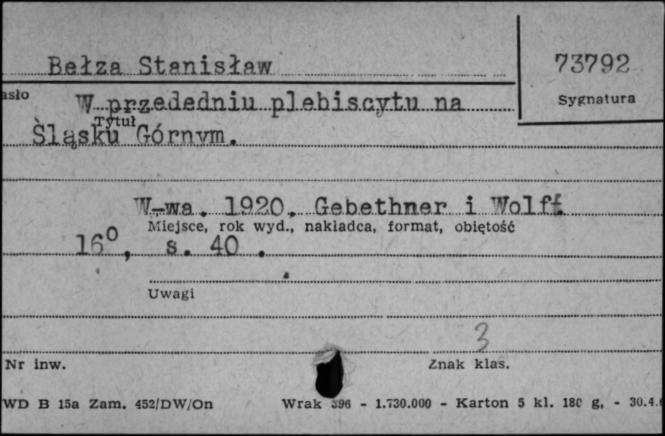 Bełza Stanisław
73792
Sygnatura
asło
W przededniu plebiscytu na
Tytuł
Śląsku Górnym.
W-wa. 1920. Gebethner i Wolff
Miejsce, rok wyd., nakladca, format, obiętość
16⁰, s. 40.
Uwagi
3
Nr inw.
Znak klas.
WD B 15a Zam. 452/DW/On Wrak 396 - 1.730.000 - Karton 5 kl. 180 g. - 30.4.